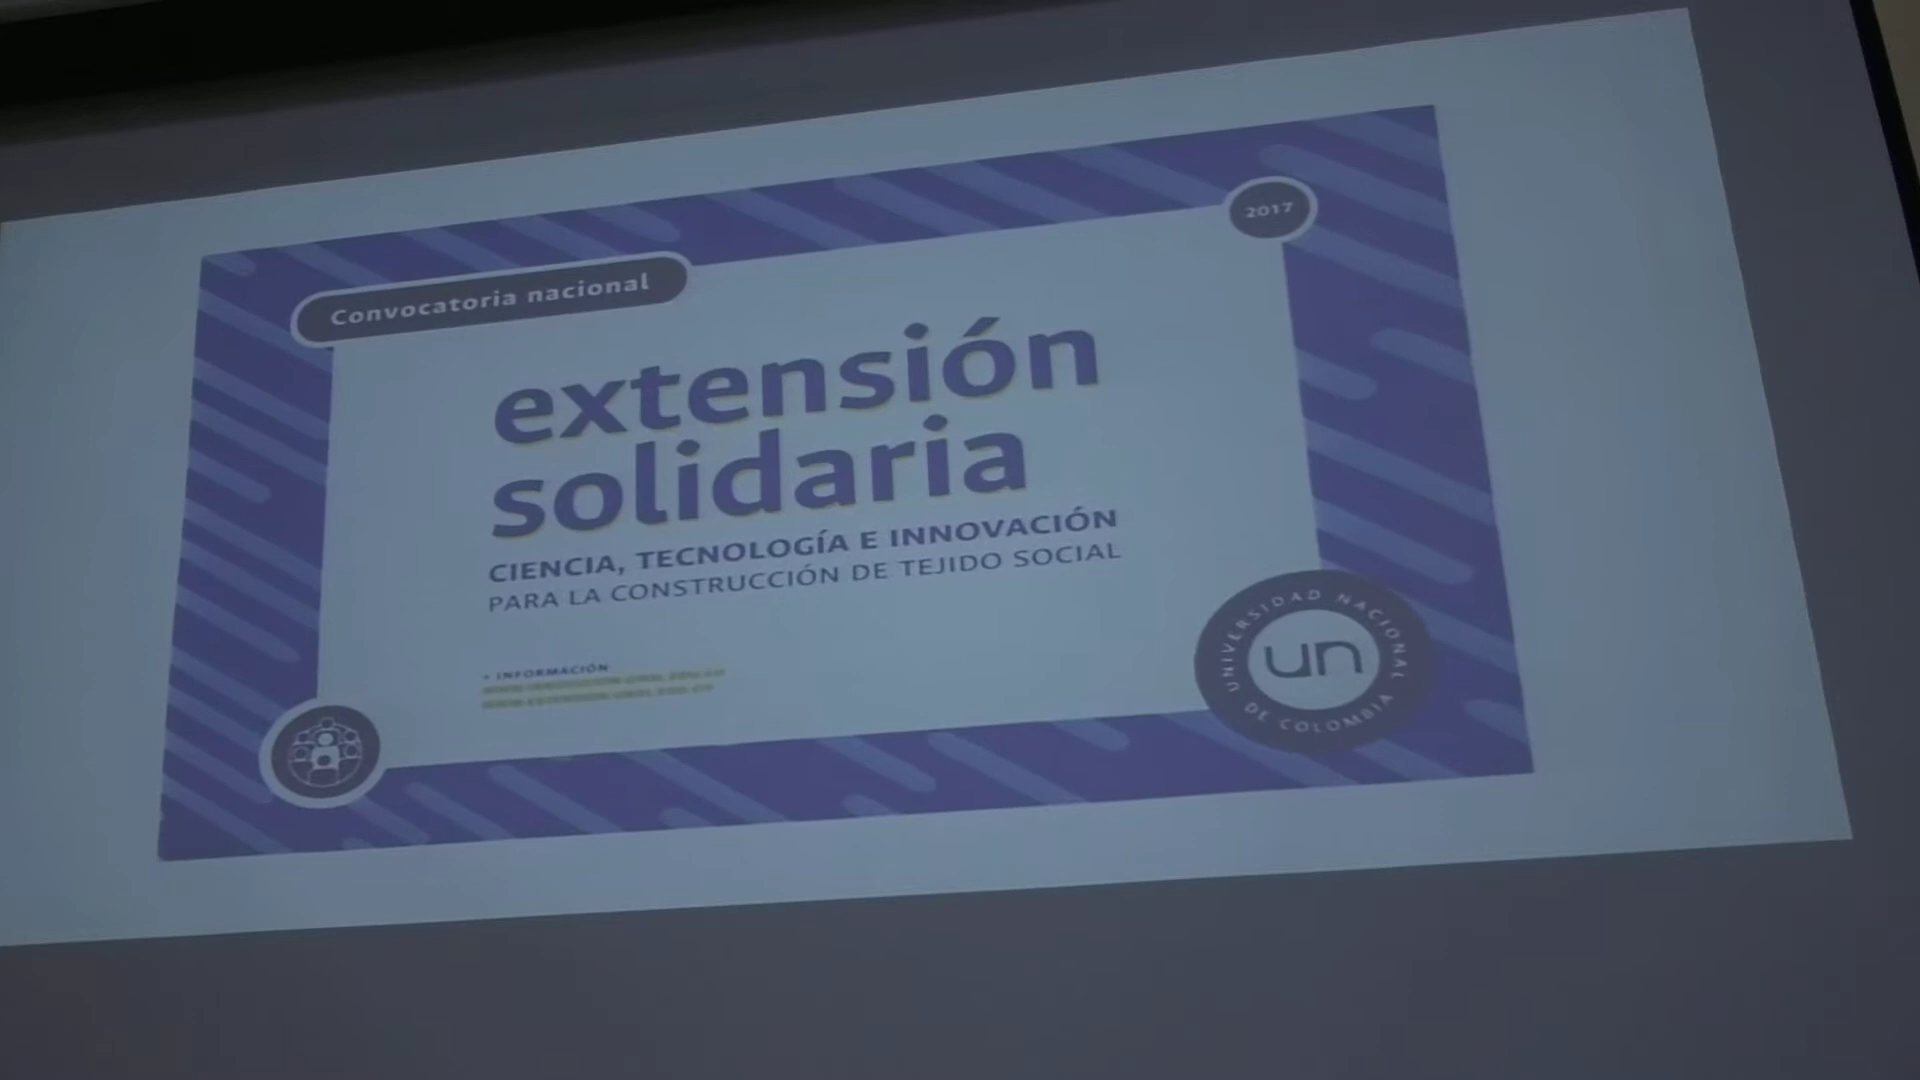 2017
Convocatoria nacional
extensión
solidaria
CIENCIA, TECNOLOGÍA E INNOVACIÓN
PARA LA CONSTRUCCIÓN DE TEJIDO SOCIAL
+ INFORMACIÓN
UNIVERSIDAD NACIONAL
DE COLOMBIA
un